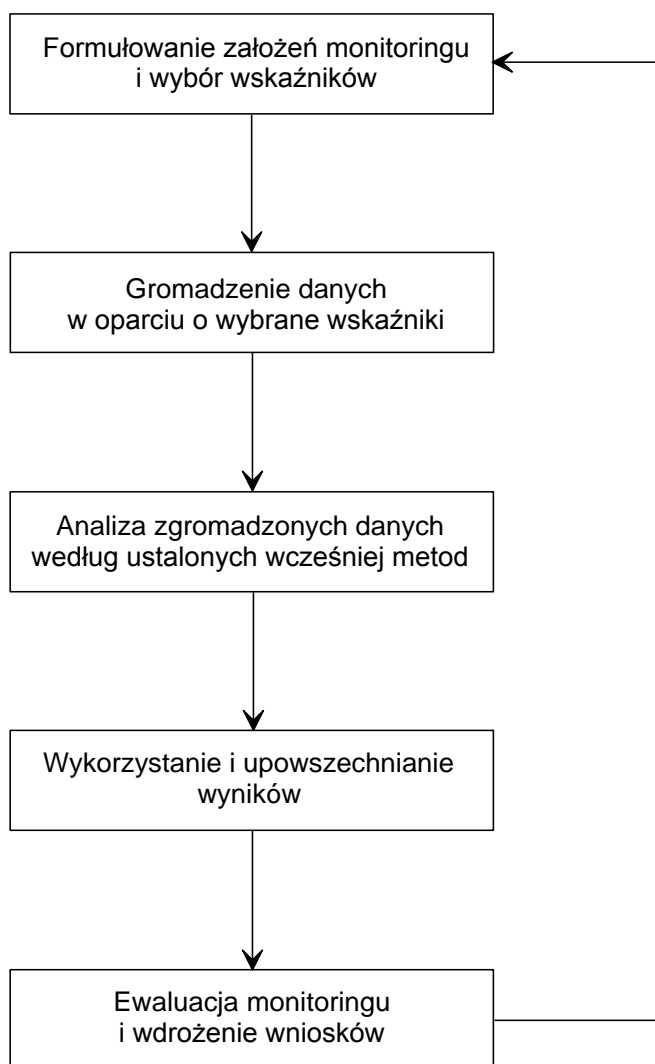 Formułowanie założeń monitoringu
i wybór wskaźników
Gromadzenie danych
w oparciu o wybrane wskaźniki
Analiza zgromadzonych danych
według ustalonych wcześniej metod
Wykorzystanie i upowszechnianie
wyników
Ewaluacja monitoringu
i wdrożenie wniosków